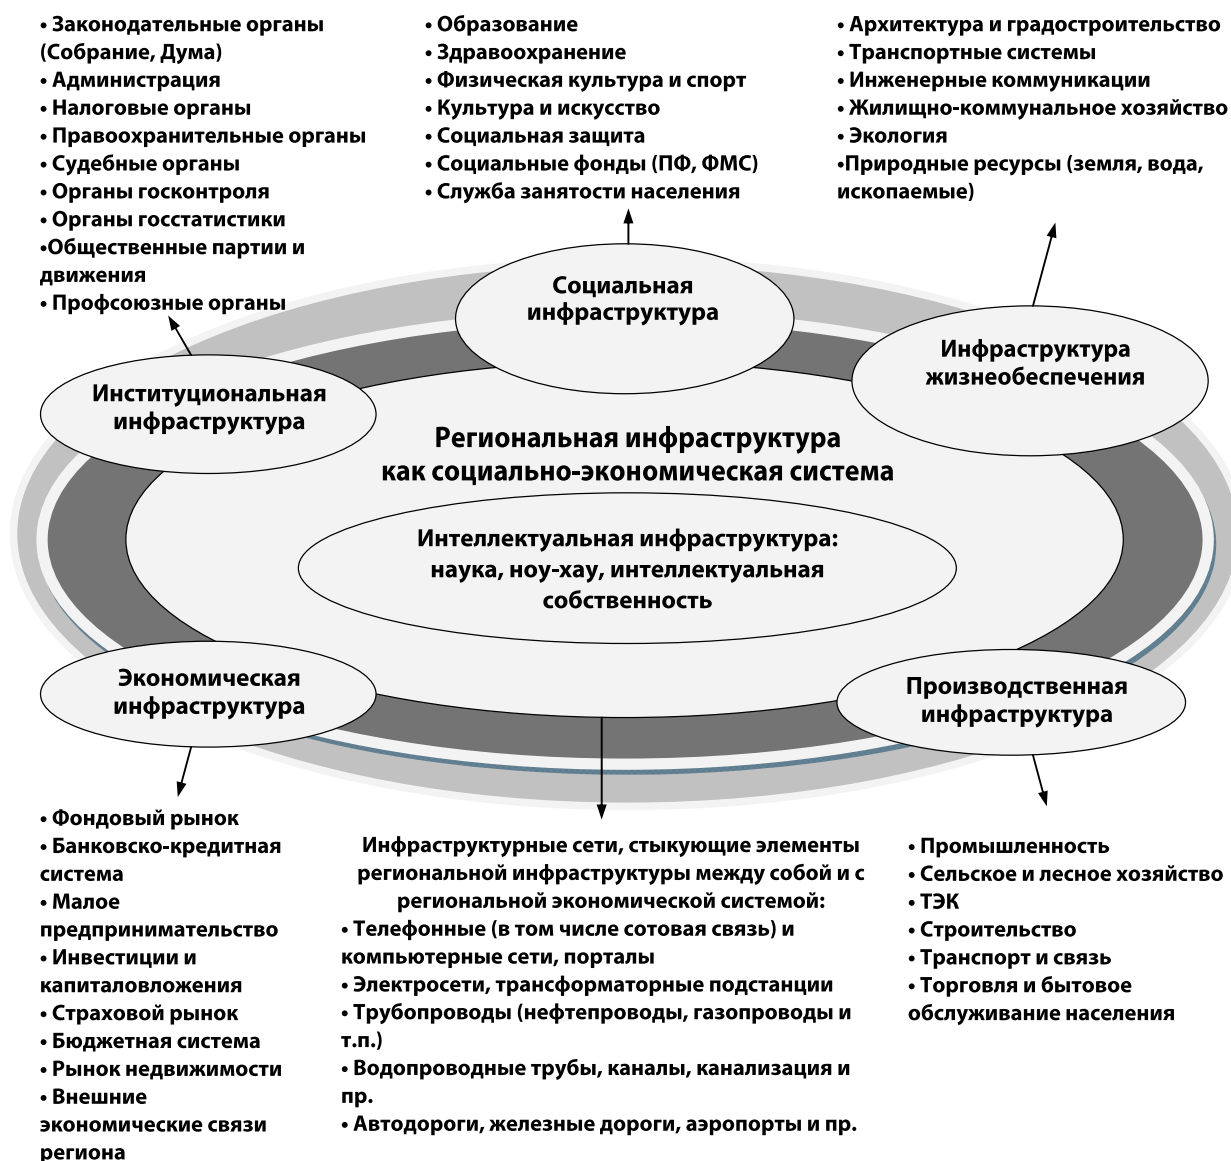 • Законодательные органы
(Собрание, Дума)
• Администрация
• Налоговые органы
• Правоохранительные органы
• Судебные органы
• Органы госконтроля
• Органы госстатистики
•Общественные партии и
движения
• Профсоюзные органы
• Образование
• Здравоохранение
• Физическая культура и спорт
• Культура и искусство
• Социальная защита
• Социальные фонды (ПФ, ФМС)
• Служба занятости населения
• Архитектура и градостроительство
• Транспортные системы
• Инженерные коммуникации
• Жилищно-коммунальное хозяйство
• Экология
•Природные ресурсы (земля, вода,
ископаемые)
Социальная
инфраструктура
Инфраструктура
жизнеобеспечения
Институциональная
инфраструктура
Региональная инфраструктура
как социально-экономическая система
Интеллектуальная инфраструктура:
наука, ноу-хау, интеллектуальная
собственность
Экономическая
инфраструктура
Производственная
инфраструктура
• Фондовый рынок
• Банковско-кредитная
система
• Малое
предпринимательство
• Инвестиции и
капиталовложения
• Страховой рынок
• Бюджетная система
• Рынок недвижимости
• Внешние
экономические связи
региона
Инфраструктурные сети, стыкующие элементы
региональной инфраструктуры между собой и с
региональной экономической системой:
• Телефонные (в том числе сотовая связь) и
компьютерные сети, порталы
• Электросети, трансформаторные подстанции
• Трубопроводы (нефтепроводы, газопроводы и
т.п.)
• Водопроводные трубы, каналы, канализация и
пр.
• Автодороги, железные дороги, аэропорты и пр.
• Промышленность
• Сельское и лесное хозяйство
• ТЭК
• Строительство
• Транспорт и связь
• Торговля и бытовое
обслуживание населения